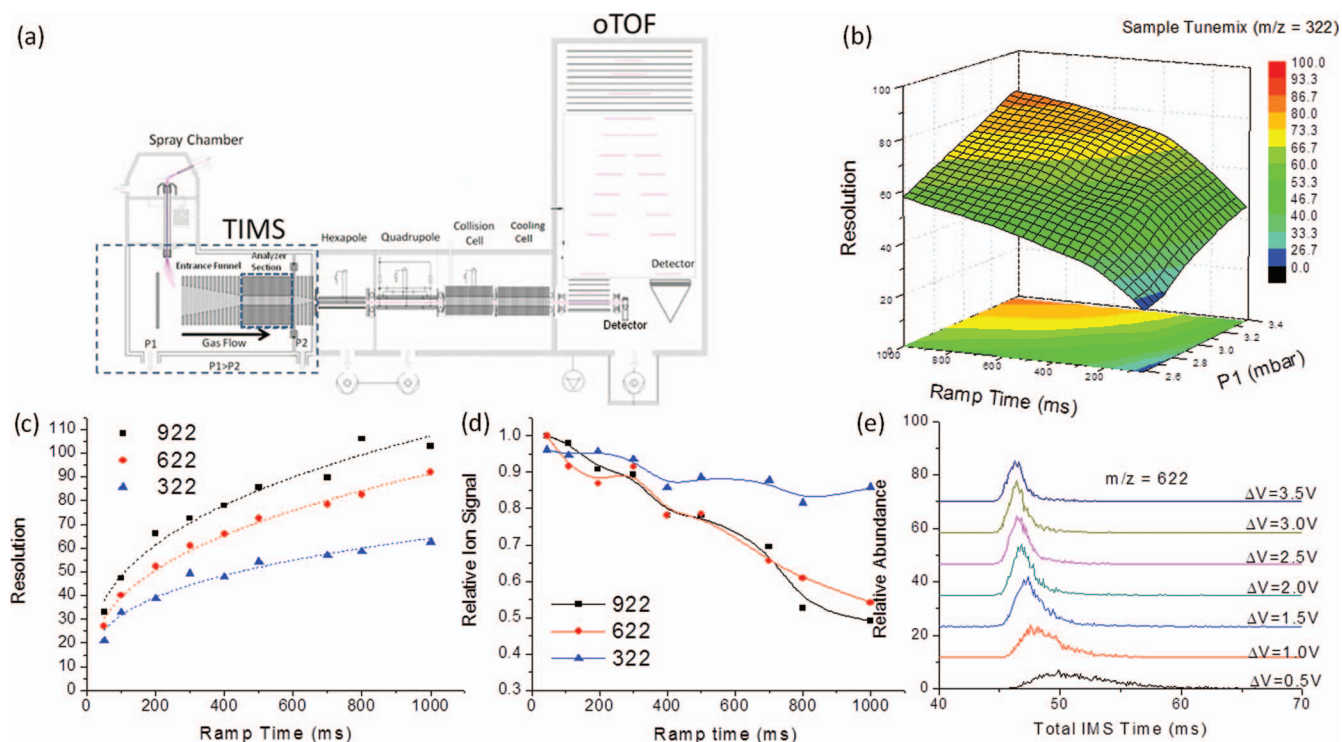 (a)
oTOF
Spray Chamber
TIMS
Hexapole
Quadrupole
Collision
Cell
Cooling
Cell
Entrance Funnel
Analyzer
Section
Detector
Detector
P1
Gas Flow
P2
P1>P2
(b)
Sample Tunemix (m/z = 322)
100.0
93.3
86.7
80.0
73.3
66.7
60.0
53.3
46.7
40.0
33.3
26.7
0.0
Resolution
100
80
60
40
20
0
1000
800
600
400
200
Ramp Time (ms)
2.6
2.8
3.0
3.2
3.4
P1 (mbar)
(c)
922
622
322
Resolution
110
100
90
80
70
60
50
40
30
20
10
0
200
400
600
800
1000
Ramp Time (ms)
(d)
Relative Ion Signal
1.0
0.9
0.8
0.7
0.6
0.5
0.4
0.3
922
622
322
0
200
400
600
800
1000
Ramp time (ms)
(e)
Relative Abundance
100
80
60
40
20
0
m/z = 622
ΔV=3.5V
ΔV=3.0V
ΔV=2.5V
ΔV=2.0V
ΔV=1.5V
ΔV=1.0V
ΔV=0.5V
40
50
60
70
Total IMS Time (ms)